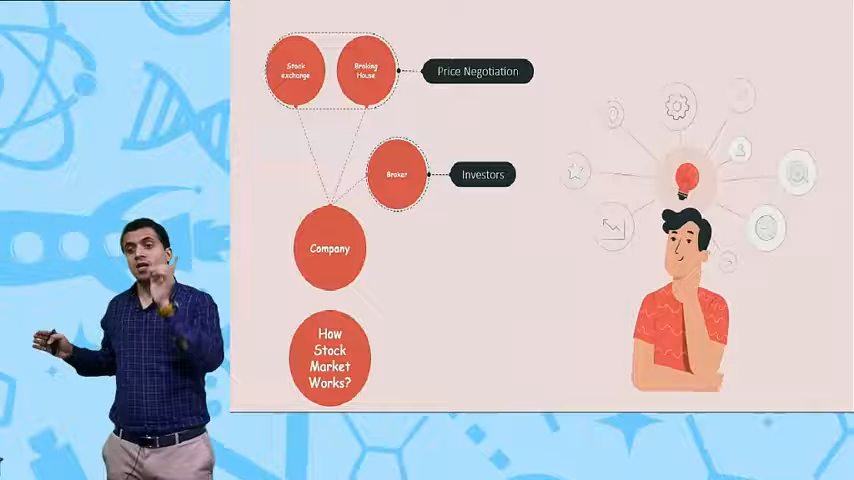 Stock
exchange
Broking
House
Price Negotiation
Broker
Investors
Company
How
Stock
Market
Works?